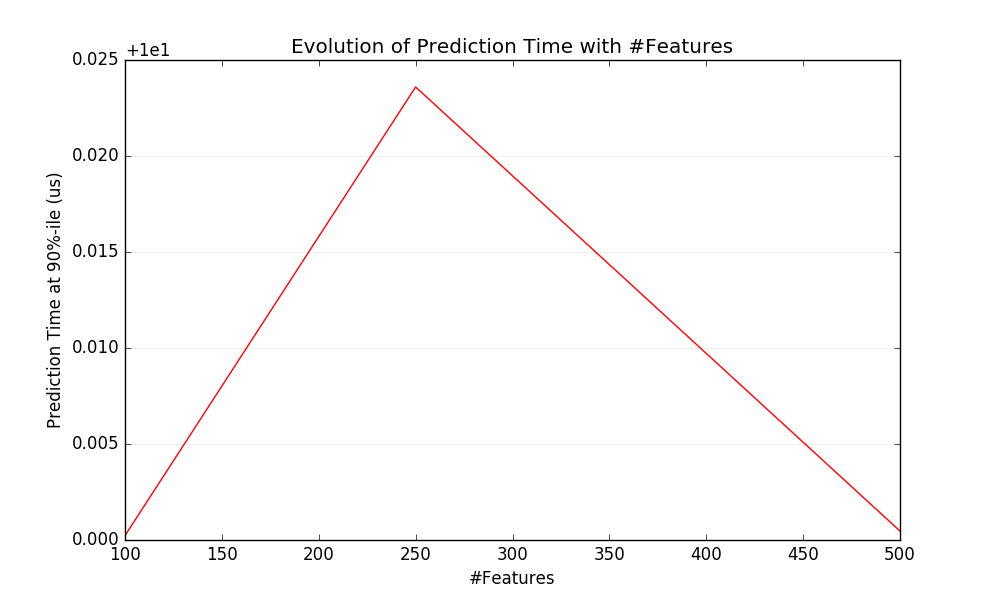 Evolution of Prediction Time with #Features
+1e1
0.025
0.020
0.015
0.010
0.005
0.000
Prediction Time at 90%-ile (us)
100 150 200 250 300 350 400 450 500
#Features